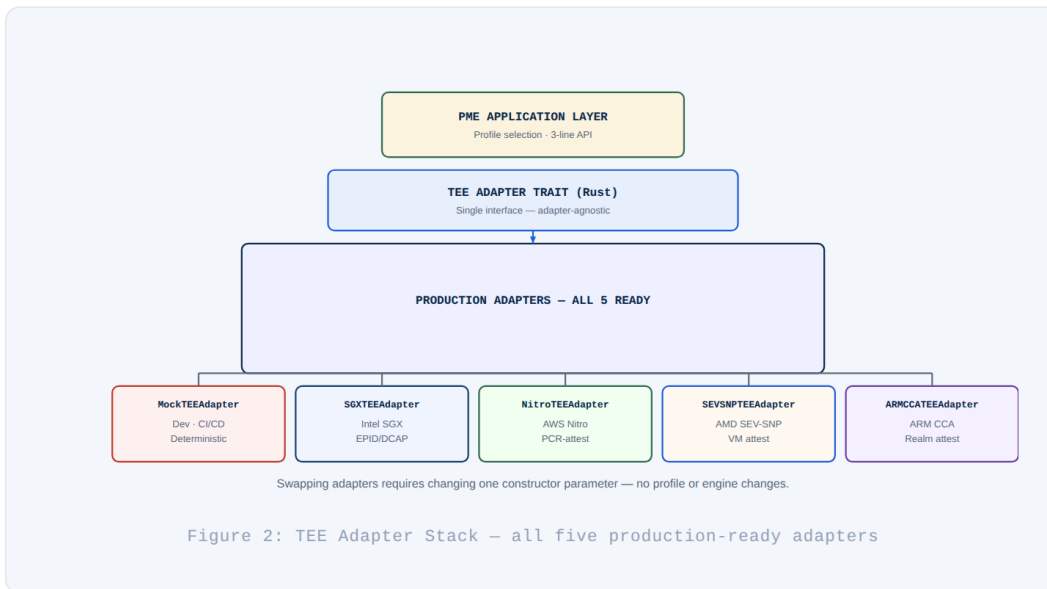 PME APPLICATION LAYER
Profile selection · 3-line API
TEE ADAPTER TRAIT (Rust)
Single interface — adapter-agnostic
PRODUCTION ADAPTERS — ALL 5 READY
MockTEEAdapter
Dev · CI/CD
Deterministic
SGXTEEAdapter
Intel SGX
EPID/DCAP
NitroTEEAdapter
AWS Nitro
PCR-attest
SEVSNPTEEAdapter
AMD SEV-SNP
VM attest
ARMCCATEEAdapter
ARM CCA
Realm attest
Swapping adapters requires changing one constructor parameter — no profile or engine changes.
Figure 2: TEE Adapter Stack — all five production-ready adapters